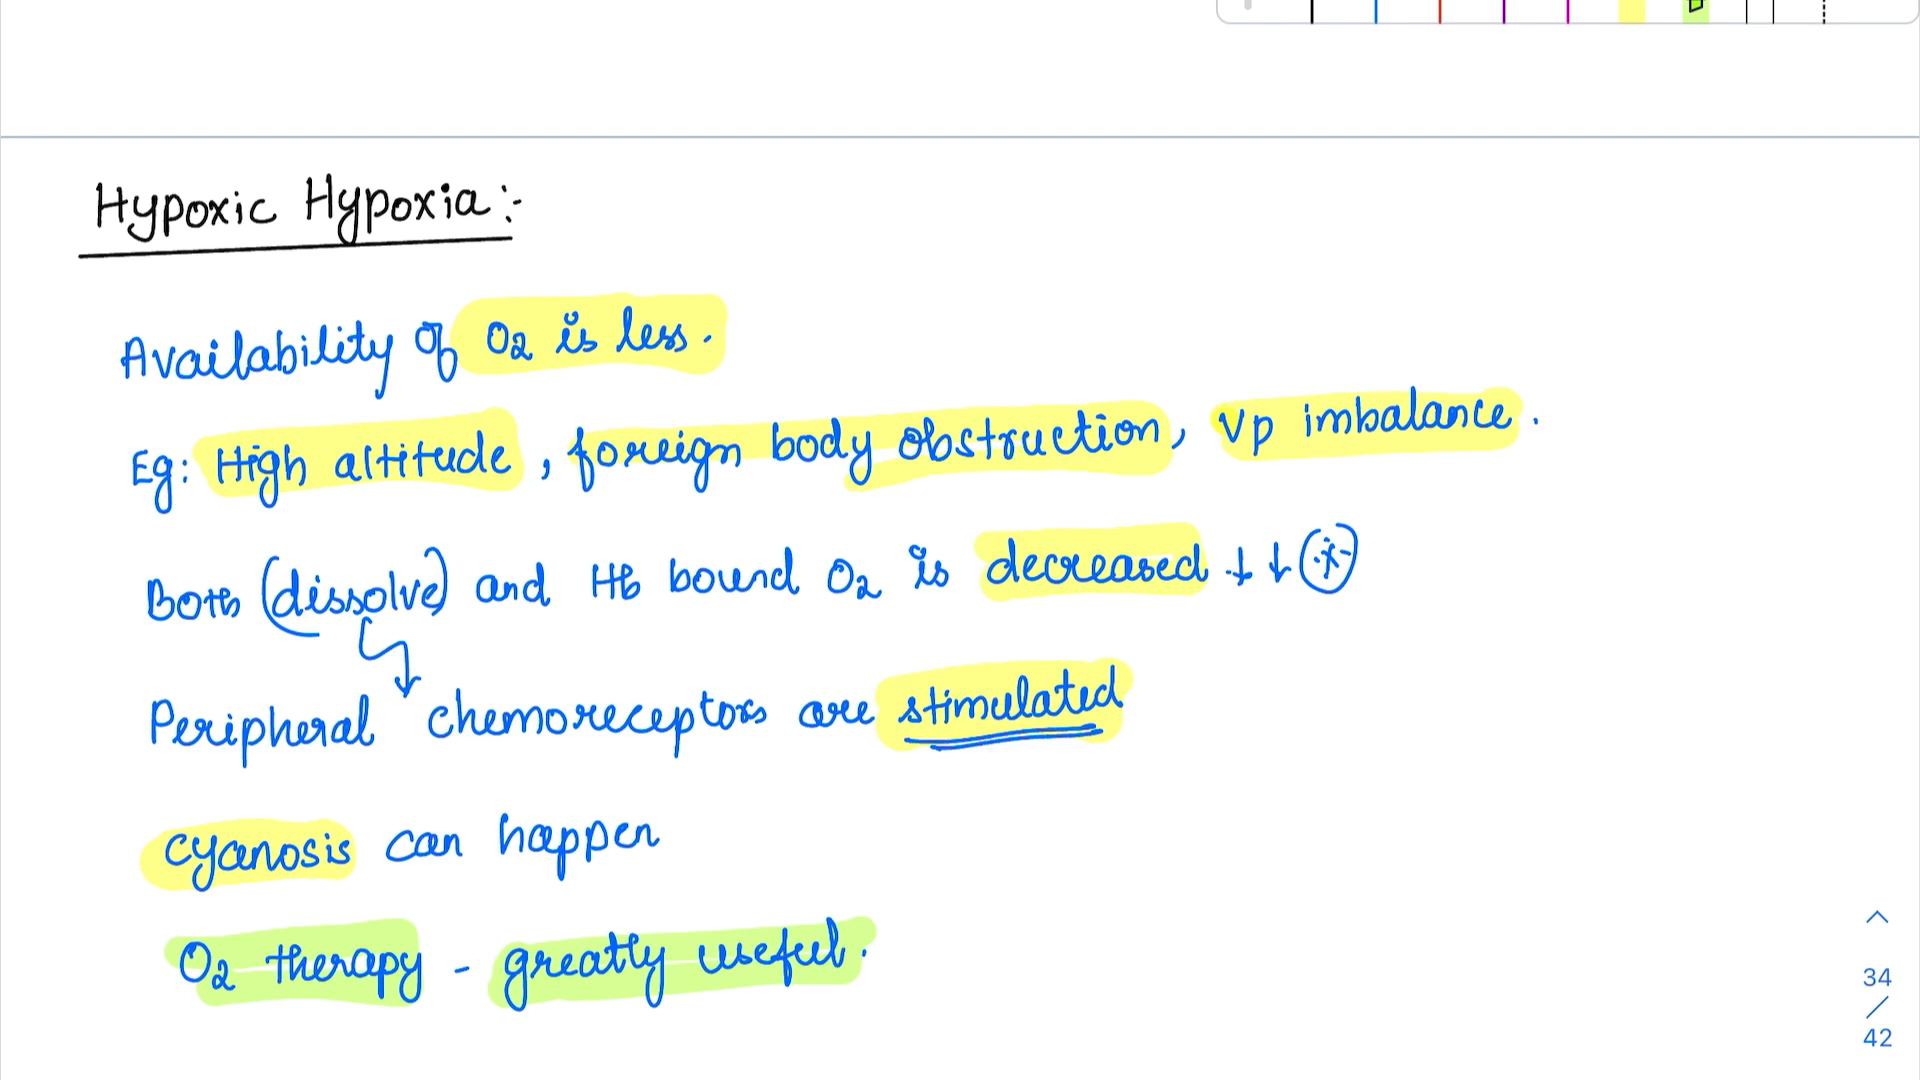 Hypoxic Hypoxia :-
Availability of O2 is less.
Eg: High altitude, foreign body obstruction, Vp imbalance.
Both (dissolve) and Hb bound O2 is decreased ↓ ↓ (*)
Peripheral chemoreceptors are stimulated
Cyanosis can happen
O2 therapy - greatly useful.
34
/
42